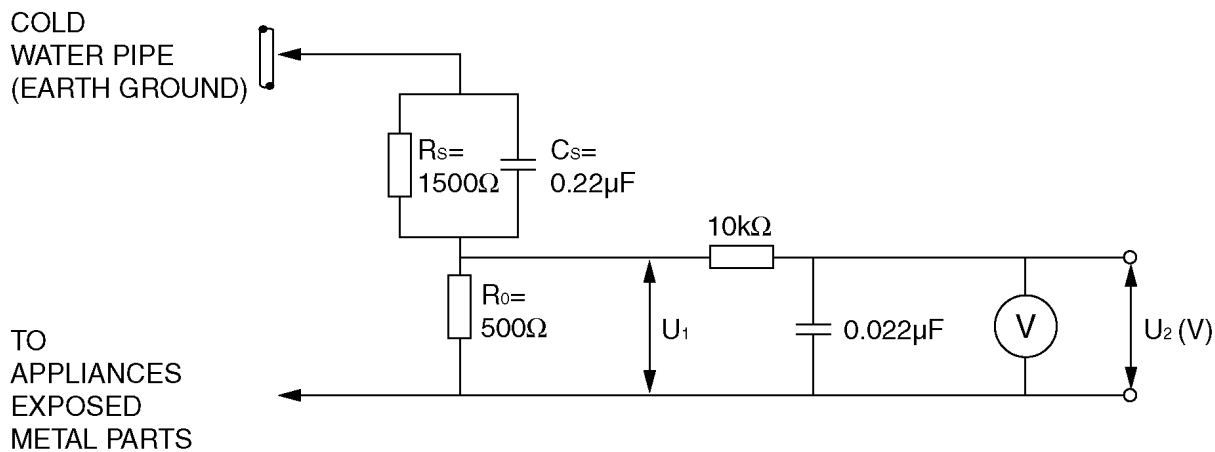 COLD
WATER PIPE
(EARTH GROUND)
RS=
1500Ω
CS=
0.22μF
10kΩ
R0=
500Ω
U1
0.022μF
V
U2 (V)
TO
APPLIANCES
EXPOSED
METAL PARTS